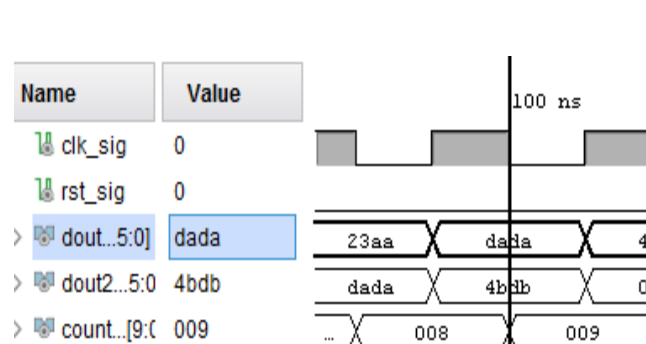 Name Value 100 ns
clk_sig 0
rst_sig 0
dout...5:0] dada 23aa dada 4
dout2...5:0 4bdb dada 4bdb 0
count...[9:( 009 ... 008 009